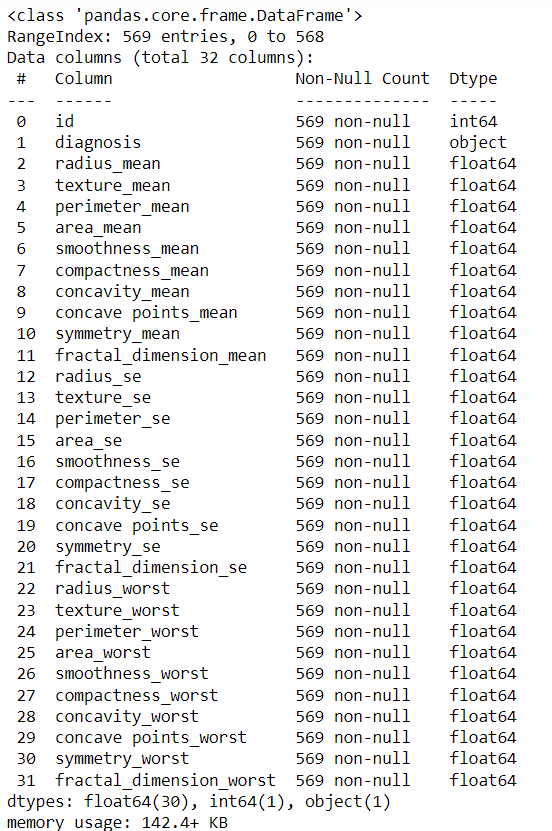 <class 'pandas.core.frame.DataFrame'>
RangeIndex: 569 entries, 0 to 568
Data columns (total 32 columns):
 #   Column                   Non-Null Count  Dtype
---  ------                   --------------  -----
 0   id                       569 non-null    int64
 1   diagnosis                569 non-null    object
 2   radius_mean              569 non-null    float64
 3   texture_mean             569 non-null    float64
 4   perimeter_mean           569 non-null    float64
 5   area_mean                569 non-null    float64
 6   smoothness_mean          569 non-null    float64
 7   compactness_mean         569 non-null    float64
 8   concavity_mean           569 non-null    float64
 9   concave points_mean      569 non-null    float64
 10  symmetry_mean            569 non-null    float64
 11  fractal_dimension_mean   569 non-null    float64
 12  radius_se                569 non-null    float64
 13  texture_se               569 non-null    float64
 14  perimeter_se             569 non-null    float64
 15  area_se                  569 non-null    float64
 16  smoothness_se            569 non-null    float64
 17  compactness_se           569 non-null    float64
 18  concavity_se             569 non-null    float64
 19  concave points_se        569 non-null    float64
 20  symmetry_se              569 non-null    float64
 21  fractal_dimension_se     569 non-null    float64
 22  radius_worst             569 non-null    float64
 23  texture_worst            569 non-null    float64
 24  perimeter_worst          569 non-null    float64
 25  area_worst               569 non-null    float64
 26  smoothness_worst         569 non-null    float64
 27  compactness_worst        569 non-null    float64
 28  concavity_worst          569 non-null    float64
 29  concave points_worst     569 non-null    float64
 30  symmetry_worst           569 non-null    float64
 31  fractal_dimension_worst  569 non-null    float64
dtypes: float64(30), int64(1), object(1)
memory usage: 142.4+ KB